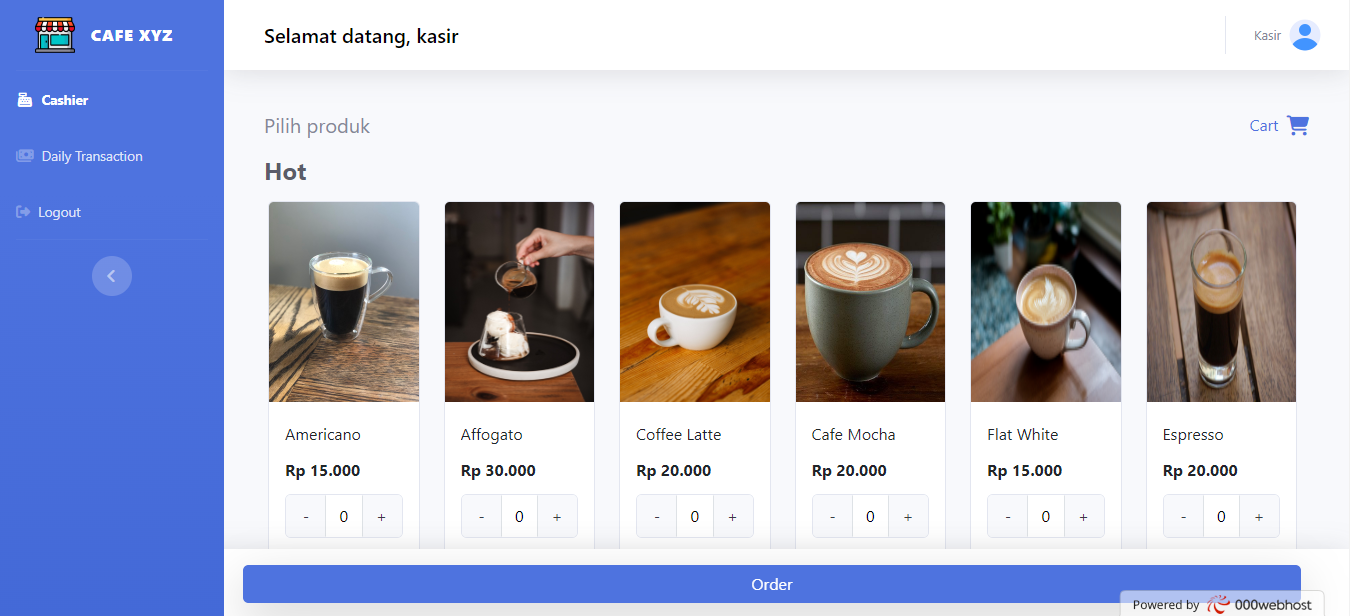 CAFE XYZ
Selamat datang, kasir
Kasir
Cashier
Daily Transaction
Logout
Pilih produk
Cart
Hot
Americano
Rp 15.000
- 0 +
Affogato
Rp 30.000
- 0 +
Coffee Latte
Rp 20.000
- 0 +
Cafe Mocha
Rp 20.000
- 0 +
Flat White
Rp 15.000
- 0 +
Espresso
Rp 20.000
- 0 +
Order
Powered by 000webhost